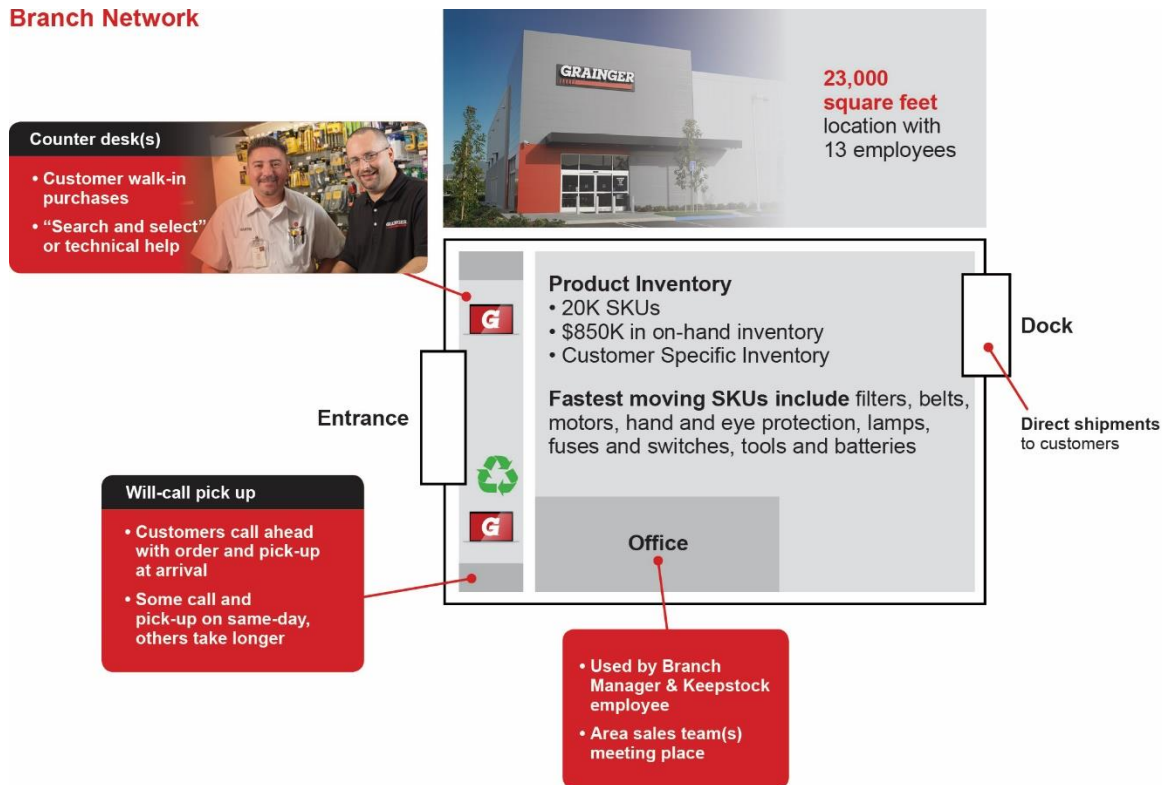 Branch Network
GRAINGER
23,000
square feet
location with
13 employees
Counter desk(s)
• Customer walk-in
purchases
• “Search and select”
or technical help
GRAINGER
Product Inventory
• 20K SKUs
• $850K in on-hand inventory
• Customer Specific Inventory
Fastest moving SKUs include filters, belts,
motors, hand and eye protection, lamps,
fuses and switches, tools and batteries
G
Dock
Entrance
Direct shipments
to customers
Will-call pick up
• Customers call ahead
with order and pick-up
at arrival
• Some call and
pick-up on same-day,
others take longer
G
Office
• Used by Branch
Manager & Keepstock
employee
• Area sales team(s)
meeting place